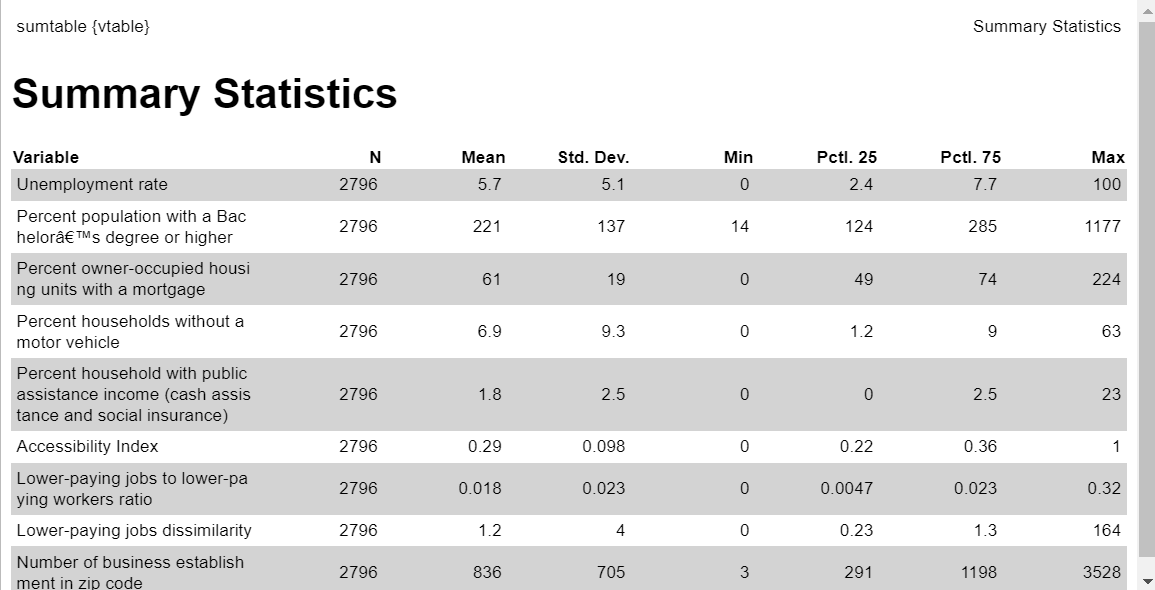 sumtable {vtable} Summary Statistics
Summary Statistics
Variable N Mean Std. Dev. Min Pctl. 25 Pctl. 75 Max
Unemployment rate 2796 5.7 5.1 0 2.4 7.7 100
Percent population with a Bac
helorâ€™s degree or higher 2796 221 137 14 124 285 1177
Percent owner-occupied housi
ng units with a mortgage 2796 61 19 0 49 74 224
Percent households without a
motor vehicle 2796 6.9 9.3 0 1.2 9 63
Percent household with public
assistance income (cash assis 2796 1.8 2.5 0 0 2.5 23
tance and social insurance)
Accessibility Index 2796 0.29 0.098 0 0.22 0.36 1
Lower-paying jobs to lower-pa
ying workers ratio 2796 0.018 0.023 0 0.0047 0.023 0.32
Lower-paying jobs dissimilarity 2796 1.2 4 0 0.23 1.3 164
Number of business establish
ment in zip code 2796 836 705 3 291 1198 3528